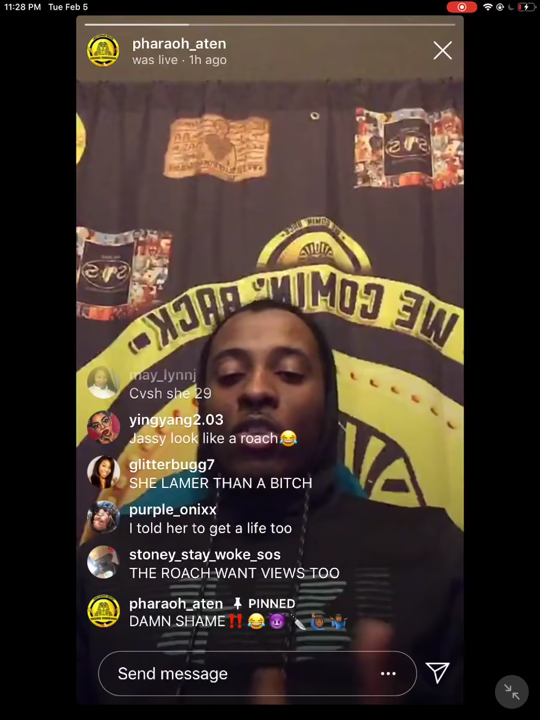 11:28 PM Tue Feb 5
pharaoh_aten
was live · 1h ago
WE COMIN' BACK
may_lynnj
Cvsh she 29
yingyang2.03
Jassy look like a roach😂
glitterbugg7
SHE LAMER THAN A BITCH
purple_onixx
I told her to get a life too
stoney_stay_woke_sos
THE ROACH WANT VIEWS TOO
pharaoh_aten PINNED
DAMN SHAME‼️😂😈🔪🙋🏾‍♂️🤷🏾‍♂️
Send message